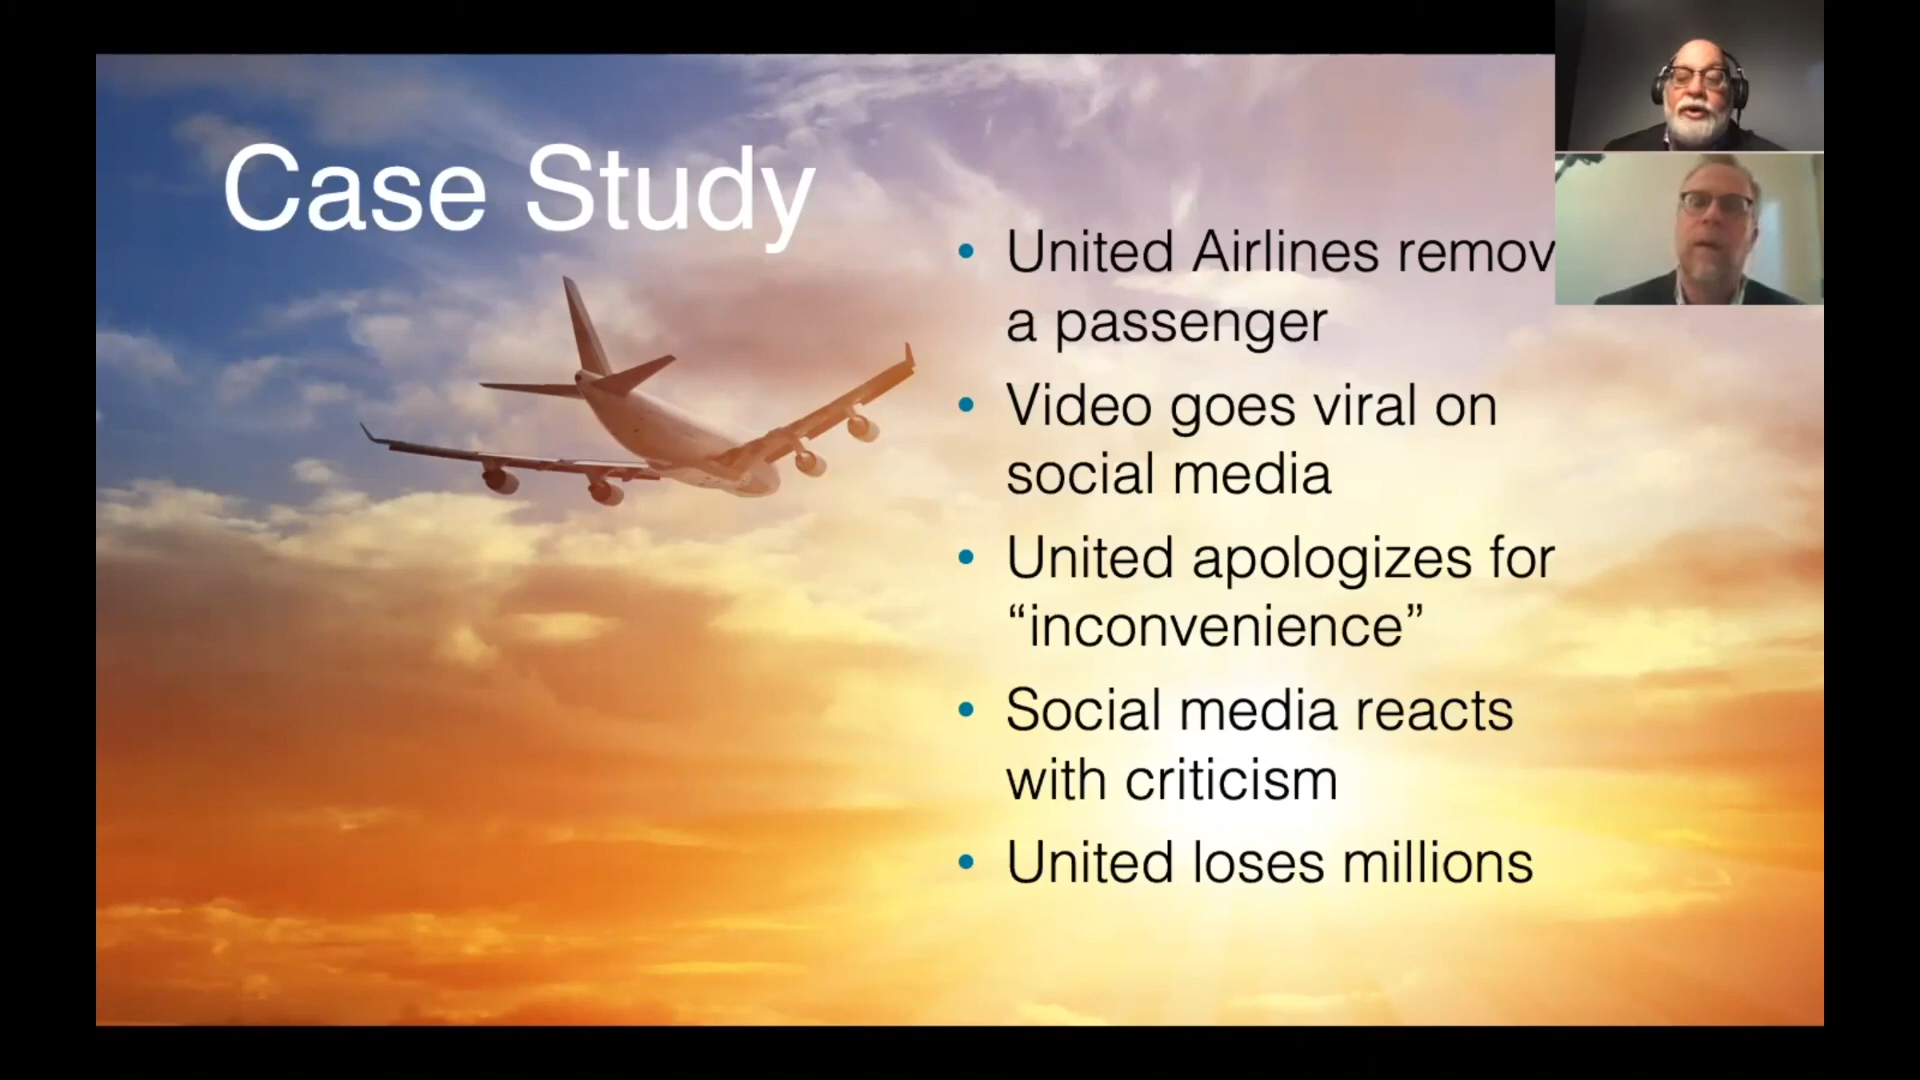 Case Study
• United Airlines remov
a passenger
• Video goes viral on
social media
• United apologizes for
“inconvenience”
• Social media reacts
with criticism
• United loses millions